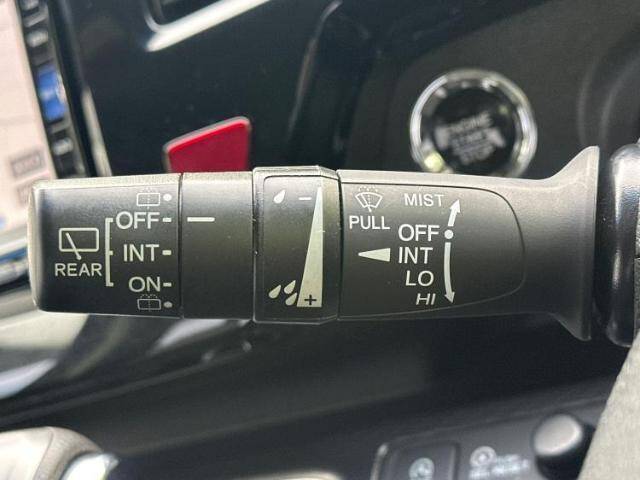 ENGINE
START
STOP
REAR
OFF
INT
ON
-
+
PULL
MIST
OFF
INT
LO
HI